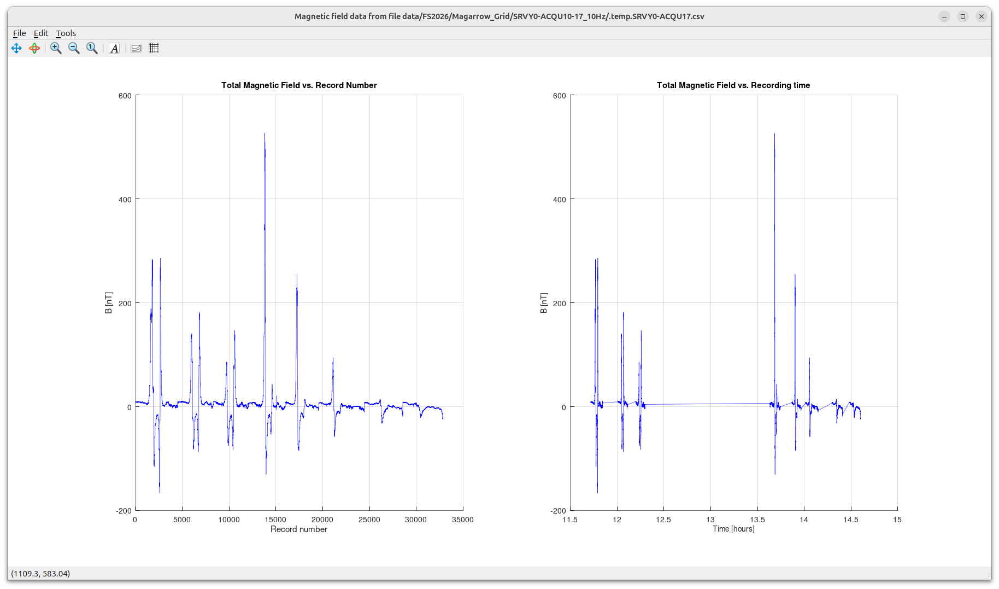 Magnetic field data from file data/FS2026/Magarrow_Grid/SRVY0-ACQU10-17_10Hz/.temp.SRVY0-ACQU17.csv
File Edit Tools
1 A
Total Magnetic Field vs. Record Number
600
400
200
0
-200
B [nT]
0 5000 10000 15000 20000 25000 30000 35000
Record number
Total Magnetic Field vs. Recording time
600
400
200
0
-200
B [nT]
11.5 12 12.5 13 13.5 14 14.5 15
Time [hours]
(1109.3, 583.04)